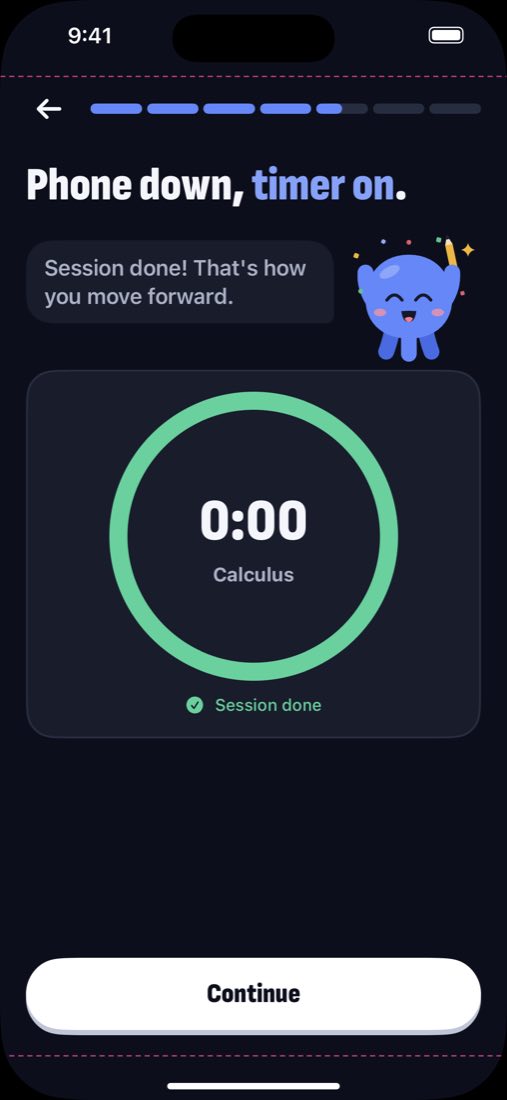 9:41
Phone down, timer on.
Session done! That's how
you move forward.
0:00
Calculus
Session done
Continue